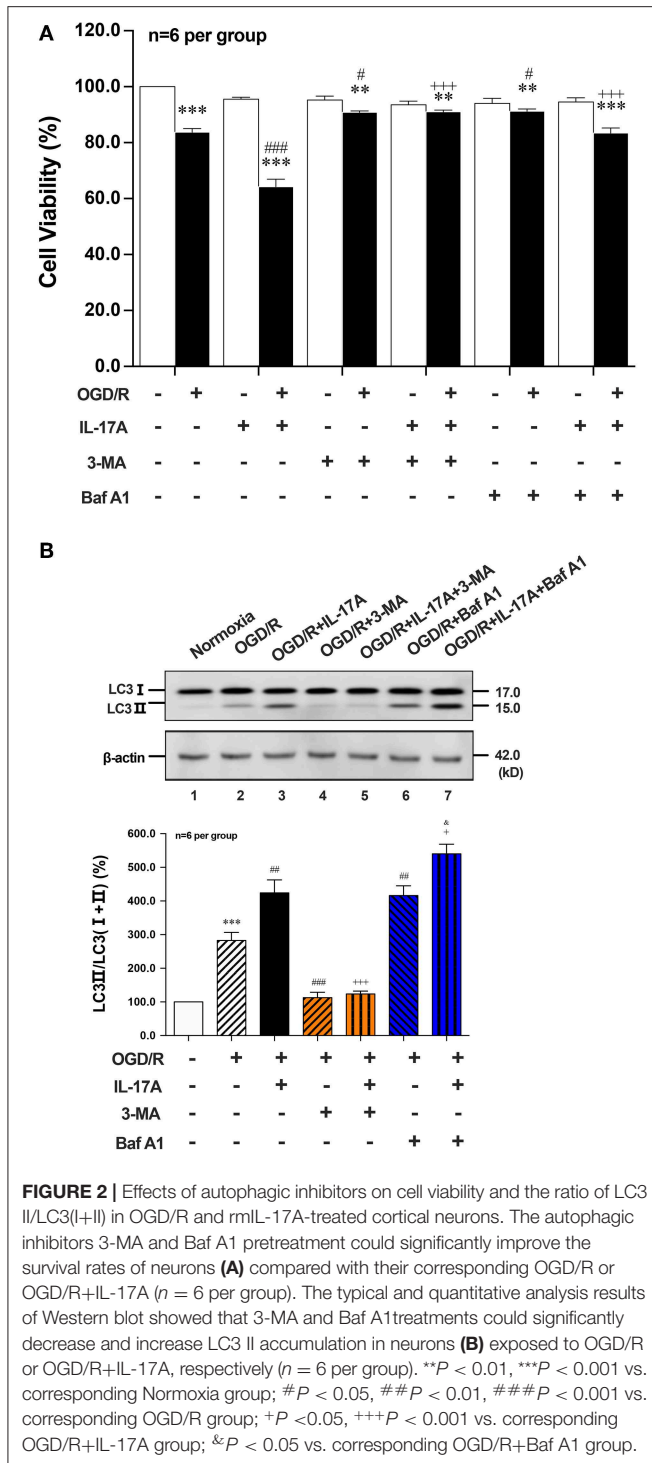 A
n=6 per group
Cell Viability (%)
120.0
100.0
80.0
60.0
40.0
20.0
0.0
***
###
***
#
**
+++
**
#
**
+++
***
OGD/R - + - + - + - + - + - +
IL-17A - - + + - - + + - - + +
3-MA - - - - + + + + - - - -
Baf A1 - - - - - - - - + + + +
B
Normoxia
OGD/R
OGD/R+IL-17A
OGD/R+3-MA
OGD/R+IL-17A+3-MA
OGD/R+Baf A1
OGD/R+IL-17A+Baf A1
LC3 I 17.0
LC3 II 15.0
β-actin 42.0
(kD)
1 2 3 4 5 6 7
n=6 per group
LC3II/LC3( I +II) (%)
600.0
500.0
400.0
300.0
200.0
100.0
0.0
***
##
###
+++
##
&
+
OGD/R - + + + + + +
IL-17A - - + - + - +
3-MA - - - + + - -
Baf A1 - - - - - + +
FIGURE 2 | Effects of autophagic inhibitors on cell viability and the ratio of LC3
II/LC3(I+II) in OGD/R and rmIL-17A-treated cortical neurons. The autophagic
inhibitors 3-MA and Baf A1 pretreatment could significantly improve the
survival rates of neurons (A) compared with their corresponding OGD/R or
OGD/R+IL-17A (n = 6 per group). The typical and quantitative analysis results
of Western blot showed that 3-MA and Baf A1treatments could significantly
decrease and increase LC3 II accumulation in neurons (B) exposed to OGD/R
or OGD/R+IL-17A, respectively (n = 6 per group). **P < 0.01, ***P < 0.001 vs.
corresponding Normoxia group; #P < 0.05, ##P < 0.01, ###P < 0.001 vs.
corresponding OGD/R group; +P <0.05, +++P < 0.001 vs. corresponding
OGD/R+IL-17A group; &P < 0.05 vs. corresponding OGD/R+Baf A1 group.